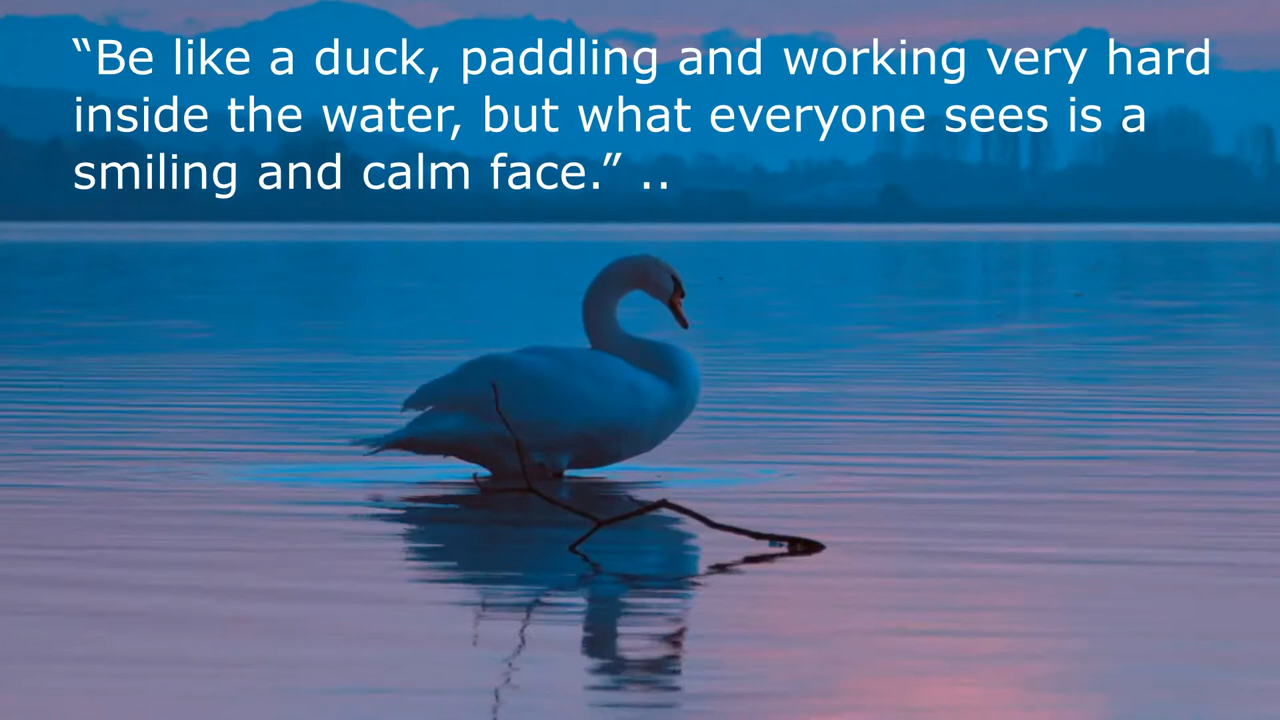 “Be like a duck, paddling and working very hard
inside the water, but what everyone sees is a
smiling and calm face.” ..